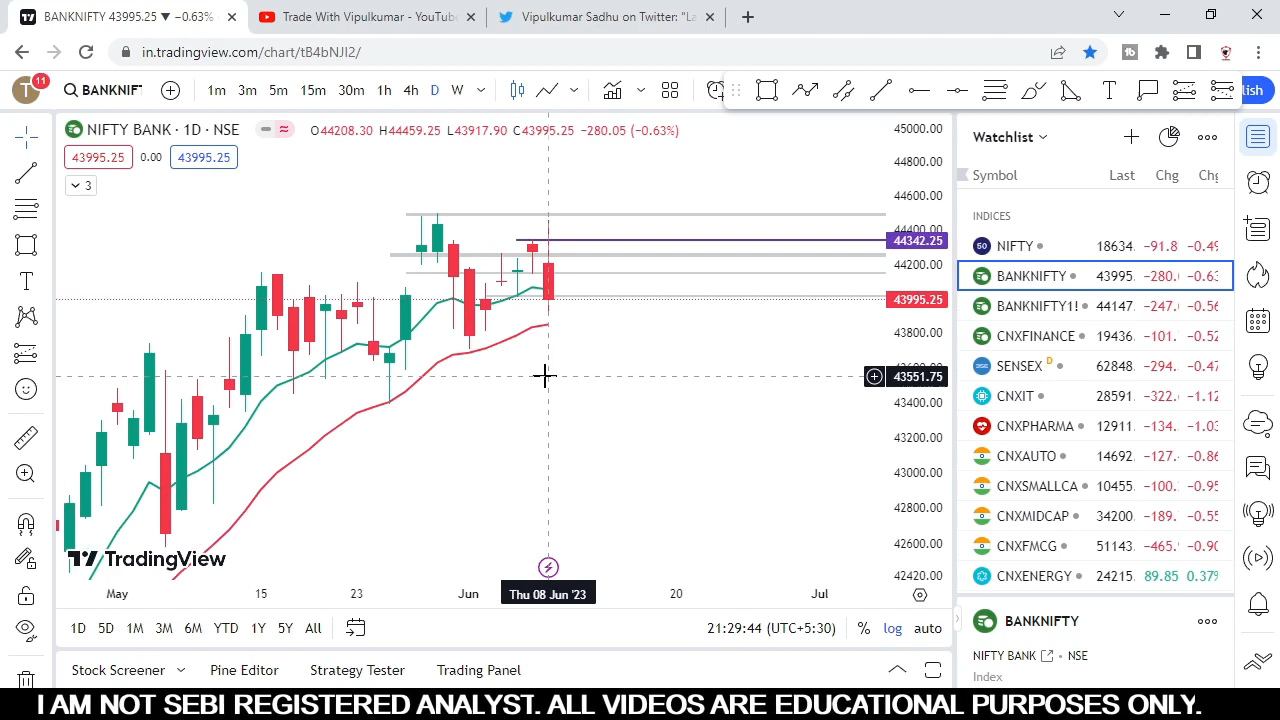 BANKNIFTY 43995.25 ▼ −0.63%
Trade With Vipulkumar - YouTube
Vipulkumar Sadhu on Twitter: "La
in.tradingview.com/chart/tB4bNJI2/
T 11 BANKNIF 1m 3m 5m 15m 30m 1h 4h D W lish
NIFTY BANK · 1D · NSE O44208.30 H44459.25 L43917.90 C43995.25 −280.05 (−0.63%)
43995.25 0.00 43995.25
3
45000.00
44800.00
44600.00
44400.00
44342.25
44200.00
43995.25
43800.00
43551.75
43400.00
43200.00
43000.00
42800.00
42600.00
42420.00
TradingView
May 15 23 Jun Thu 08 Jun '23 20 Jul
1D 5D 1M 3M 6M YTD 1Y 5Y All 21:29:44 (UTC+5:30) % log auto
Stock Screener Pine Editor Strategy Tester Trading Panel
Watchlist
Symbol Last Chg Chg
INDICES
50 NIFTY 18634. −91.8 −0.49
BANKNIFTY 43995. −280. −0.63
BANKNIFTY1! 44147. −247. −0.56
CNXFINANCE 19436. −101. −0.52
SENSEX D 62848. −294. −0.47
CNXIT 28591. −322. −1.12
CNXPHARMA 12911. −134. −1.03
CNXAUTO 14692. −127. −0.86
CNXSMALLCA 10455. −100. −0.95
CNXMIDCAP 34200. −189. −0.55
CNXFMCG 51143. −465. −0.90
CNXENERGY 24215. 89.85 0.37%
BANKNIFTY
NIFTY BANK • NSE
Index
I AM NOT SEBI REGISTERED ANALYST. ALL VIDEOS ARE EDUCATIONAL PURPOSES ONLY.